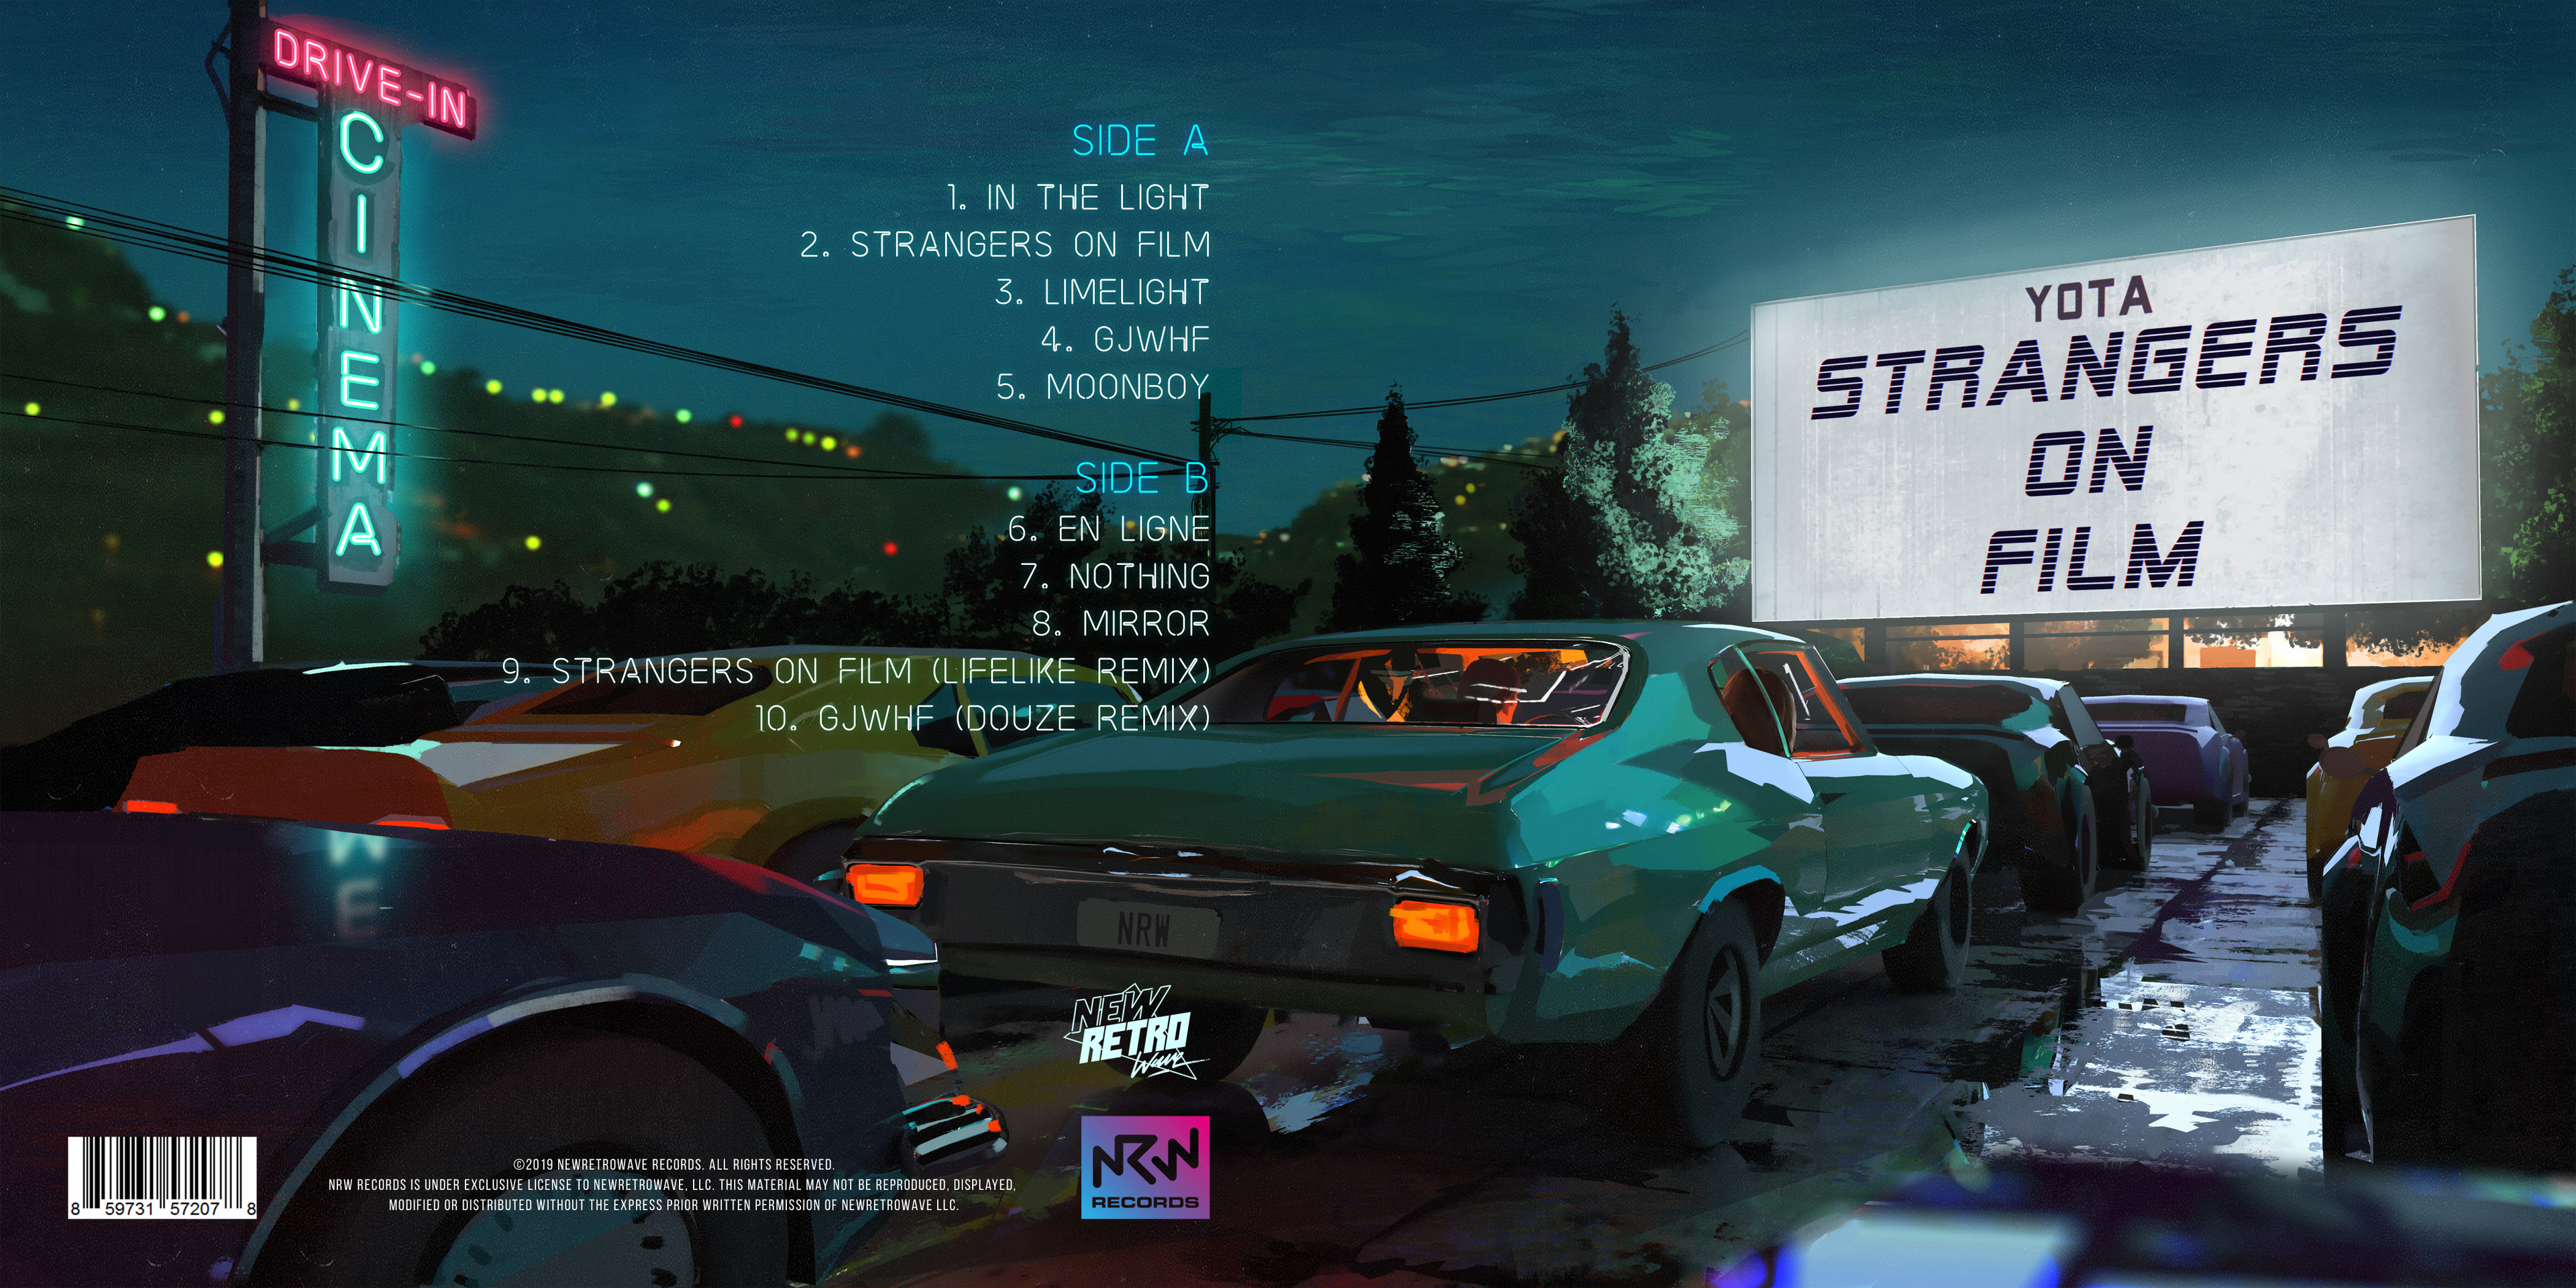 DRIVE-IN
CINEMA
SIDE A
1. IN THE LIGHT
2. STRANGERS ON FILM
3. LIMELIGHT
4. GJWHF
5. MOONBOY
SIDE B
6. EN LIGNE
7. NOTHING
8. MIRROR
9. STRANGERS ON FILM (LIFELIKE REMIX)
10. GJWHF (DOUZE REMIX)
YOTA
STRANGERS
ON
FILM
NRW
NEW
RETRO
Wave
NRW
RECORDS
8 59731 57207 8
©2019 NEWRETROWAVE RECORDS. ALL RIGHTS RESERVED.
NRW RECORDS IS UNDER EXCLUSIVE LICENSE TO NEWRETROWAVE, LLC. THIS MATERIAL MAY NOT BE REPRODUCED, DISPLAYED,
MODIFIED OR DISTRIBUTED WITHOUT THE EXPRESS PRIOR WRITTEN PERMISSION OF NEWRETROWAVE LLC.